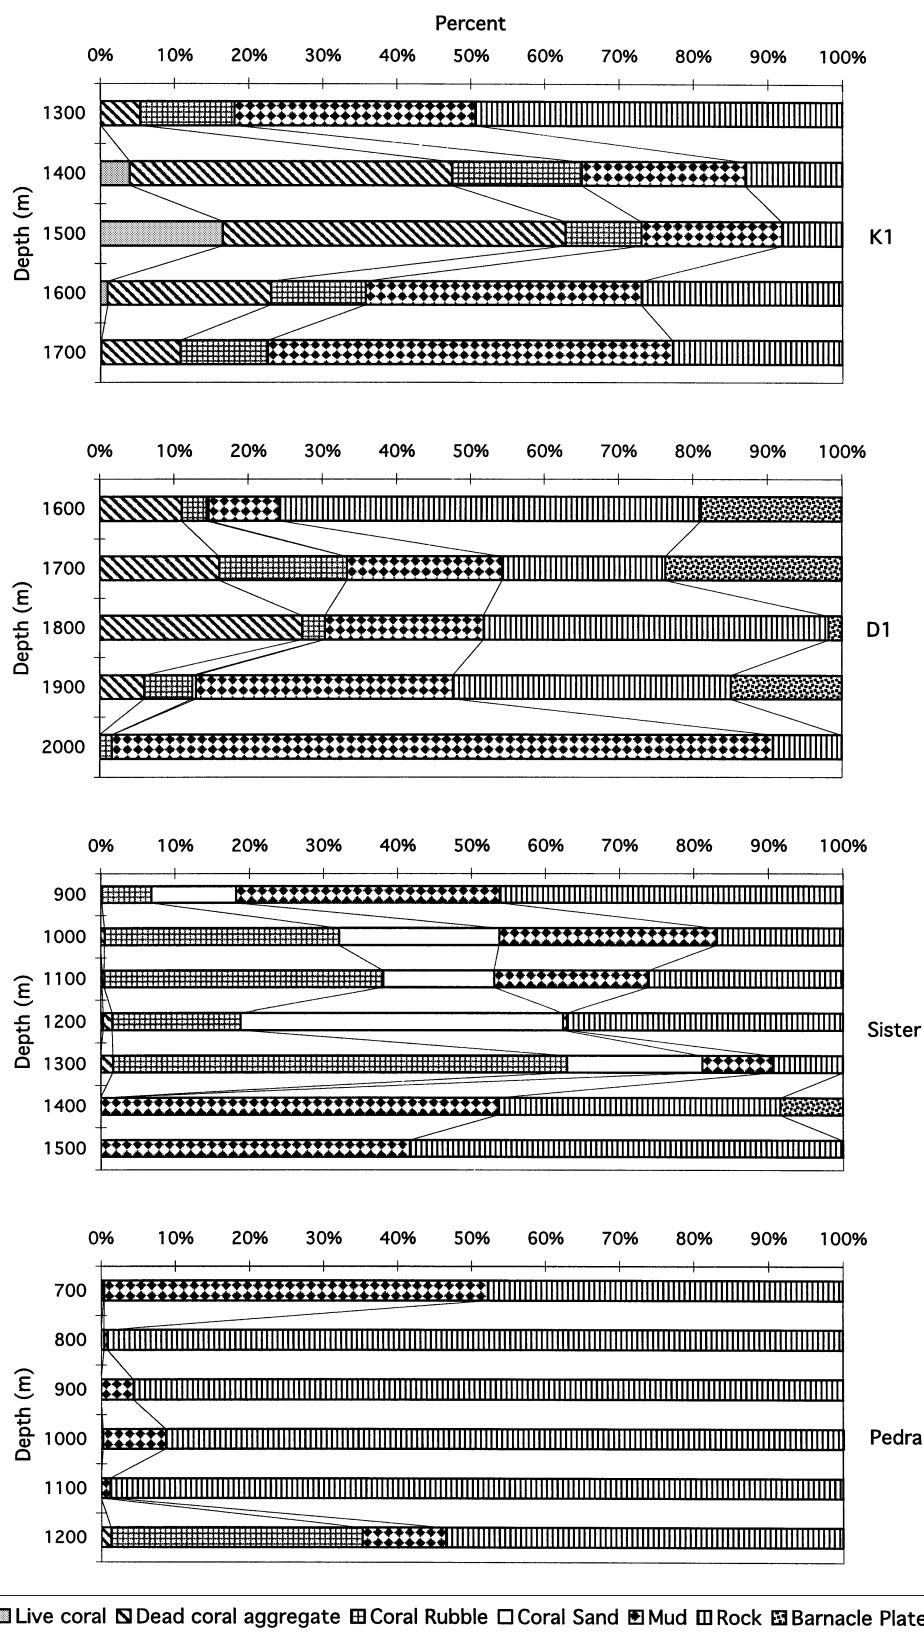 Percent
0% 10% 20% 30% 40% 50% 60% 70% 80% 90% 100%
1300
1400
1500
1600
1700
Depth (m)
K1
0% 10% 20% 30% 40% 50% 60% 70% 80% 90% 100%
1600
1700
1800
1900
2000
Depth (m)
D1
0% 10% 20% 30% 40% 50% 60% 70% 80% 90% 100%
900
1000
1100
1200
1300
1400
1500
Depth (m)
Sister
0% 10% 20% 30% 40% 50% 60% 70% 80% 90% 100%
700
800
900
1000
1100
1200
Depth (m)
Pedra
Live coral Dead coral aggregate Coral Rubble Coral Sand Mud Rock Barnacle Plate